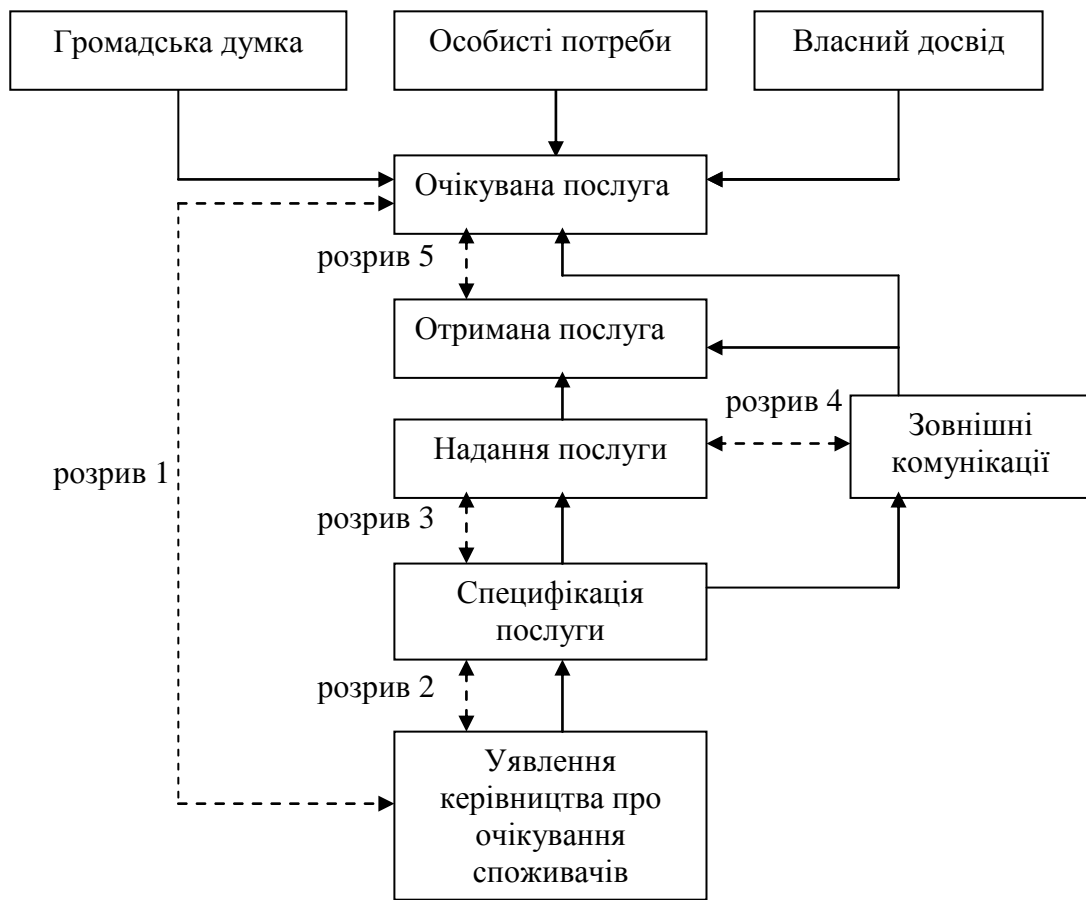 Громадська думка
Особисті потреби
Власний досвід
Очікувана послуга
розрив 5
Отримана послуга
розрив 4
Надання послуги
Зовнішні
комунікації
розрив 1
розрив 3
Специфікація
послуги
розрив 2
Уявлення
керівництва про
очікування
споживачів